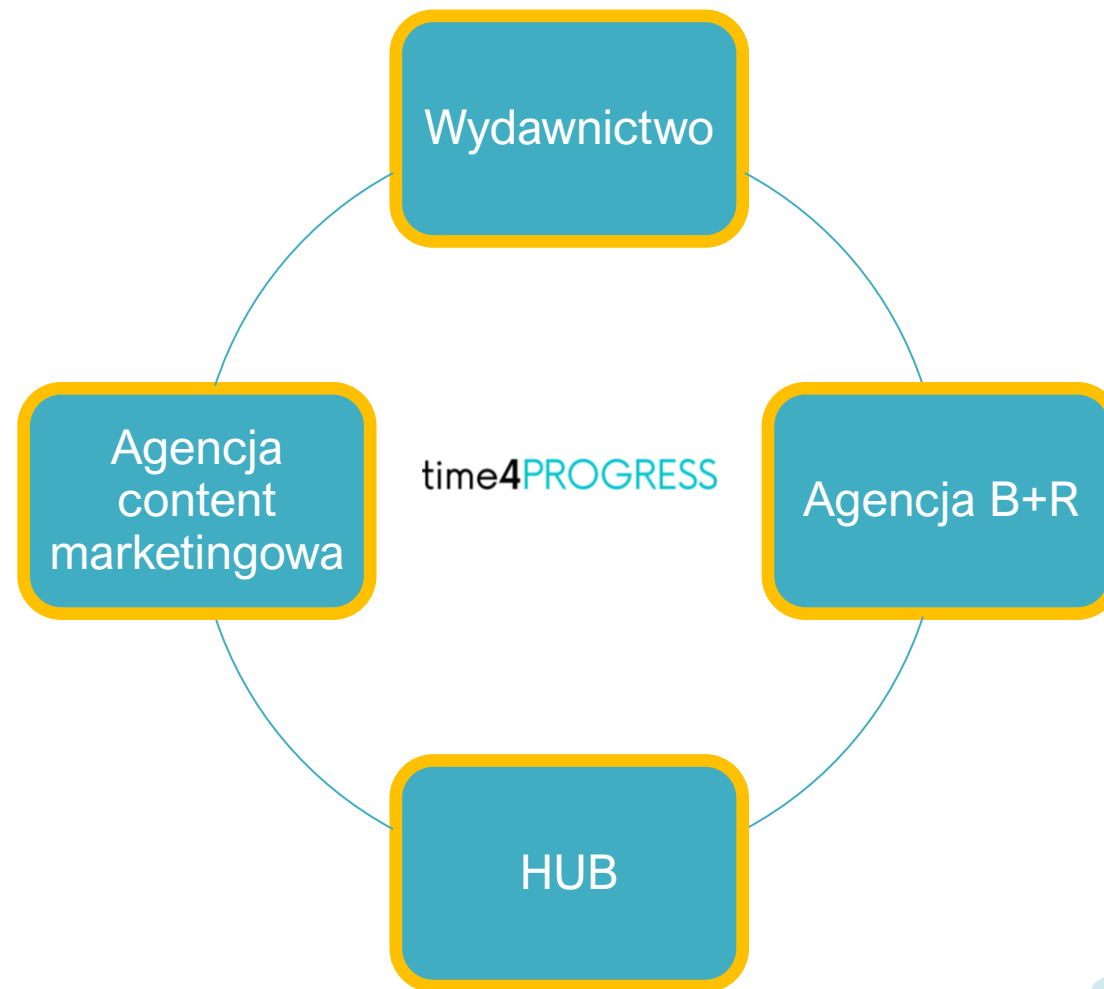 Wydawnictwo
Agencja
content
marketingowa
time4PROGRESS
Agencja B+R
HUB